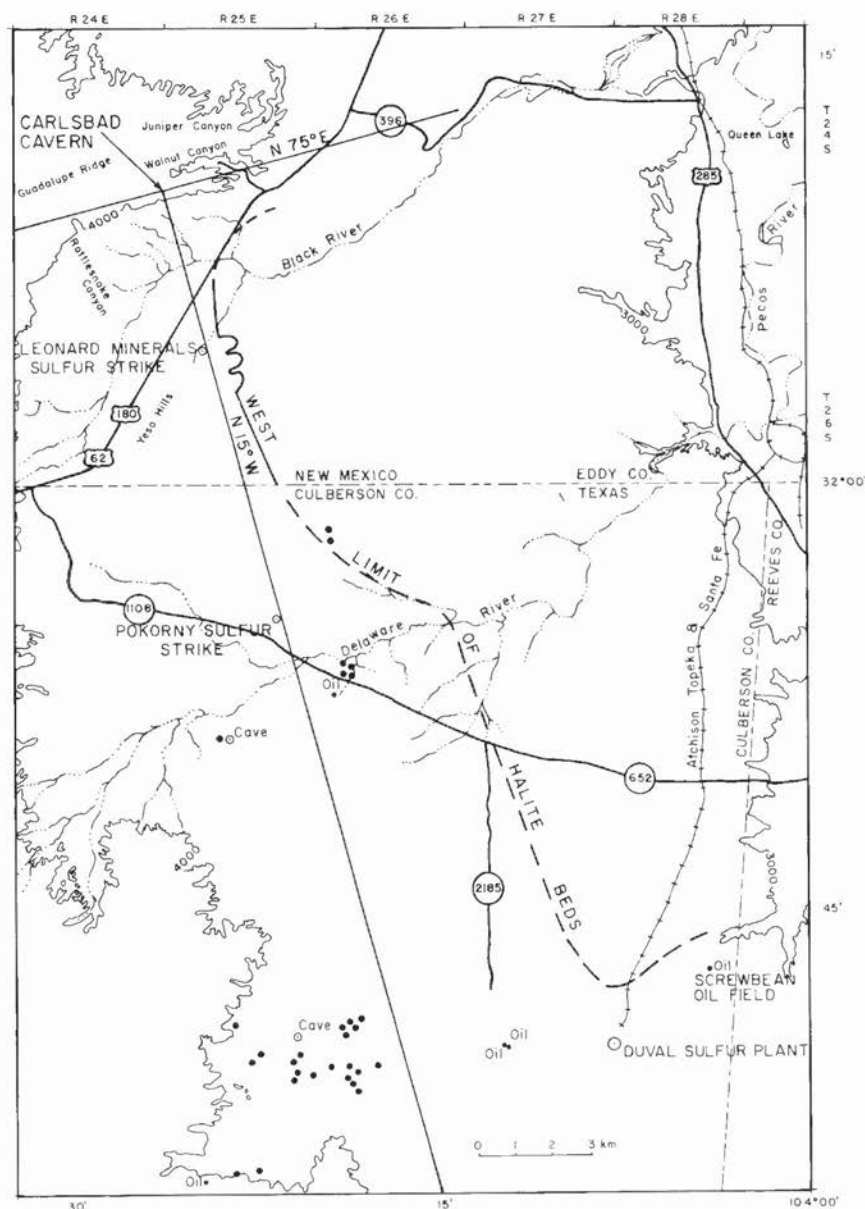 R 24 E
R 25 E
R 26 E
R 27 E
R 28 E
15'
T 24 S
CARLSBAD
CAVERN
Juniper Canyon
Walnut Canyon
Guadalupe Ridge
N 75° E
396
Queen Lake
285
River
4000
Rattlesnake
Canyon
Black River
3000
Pecos
LEONARD MINERALS
SULFUR STRIKE
T 26 S
180
62
Yeso Hills
WEST
N 15° W
NEW MEXICO
CULBERSON CO.
EDDY CO.
TEXAS
32°00'
LIMIT
OF
HALITE
BEDS
1108
POKORNY SULFUR
STRIKE
Delaware River
Oil
Cave
Atchison Topeka & Santa Fe
CULBERSON CO.
REEVES CO.
652
4000
3000
2185
45'
Oil
SCREWBEAN
OIL FIELD
Cave
Oil
Oil
DUVAL SULFUR PLANT
0 1 2 3 km
Oil
30'
15'
104°00'